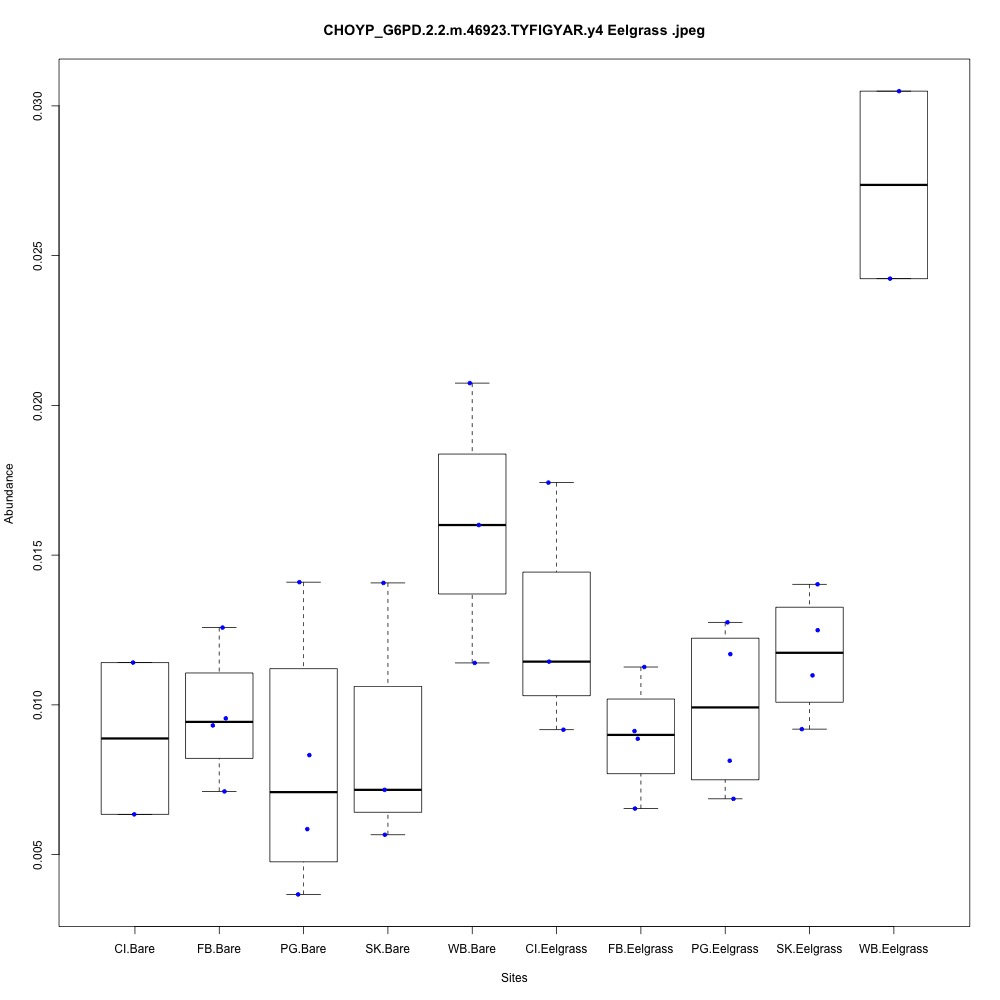 CHOYP_G6PD.2.2.m.46923.TYFIGYAR.y4 Eelgrass .jpeg
0.030
0.025
0.020
0.015
0.010
0.005
Abundance
CI.Bare FB.Bare PG.Bare SK.Bare WB.Bare CI.Eelgrass FB.Eelgrass PG.Eelgrass SK.Eelgrass WB.Eelgrass
Sites